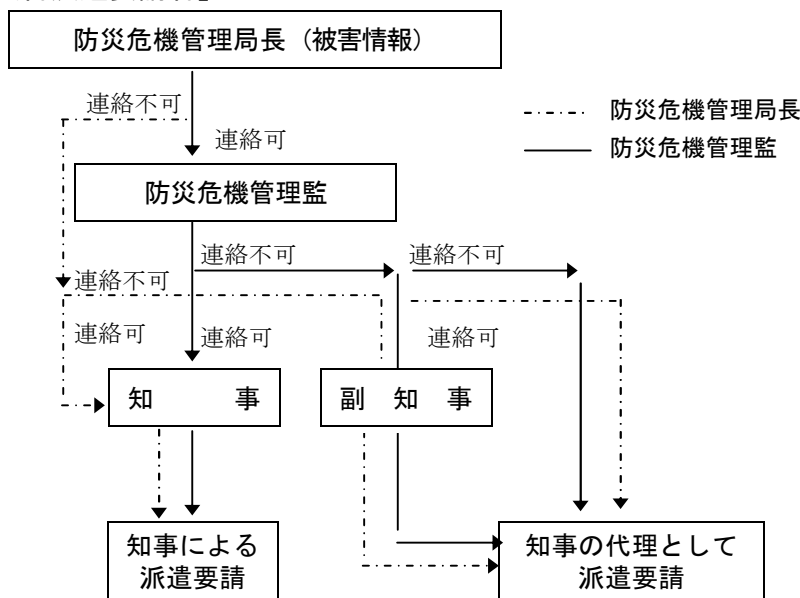 防災危機管理局長（被害情報）
連絡不可
連絡可
防災危機管理局長
防災危機管理監
防災危機管理監
連絡不可
連絡不可
連絡不可
連絡可
連絡可
連絡可
知　　　事
副　知　事
知事による
派遣要請
知事の代理として
派遣要請